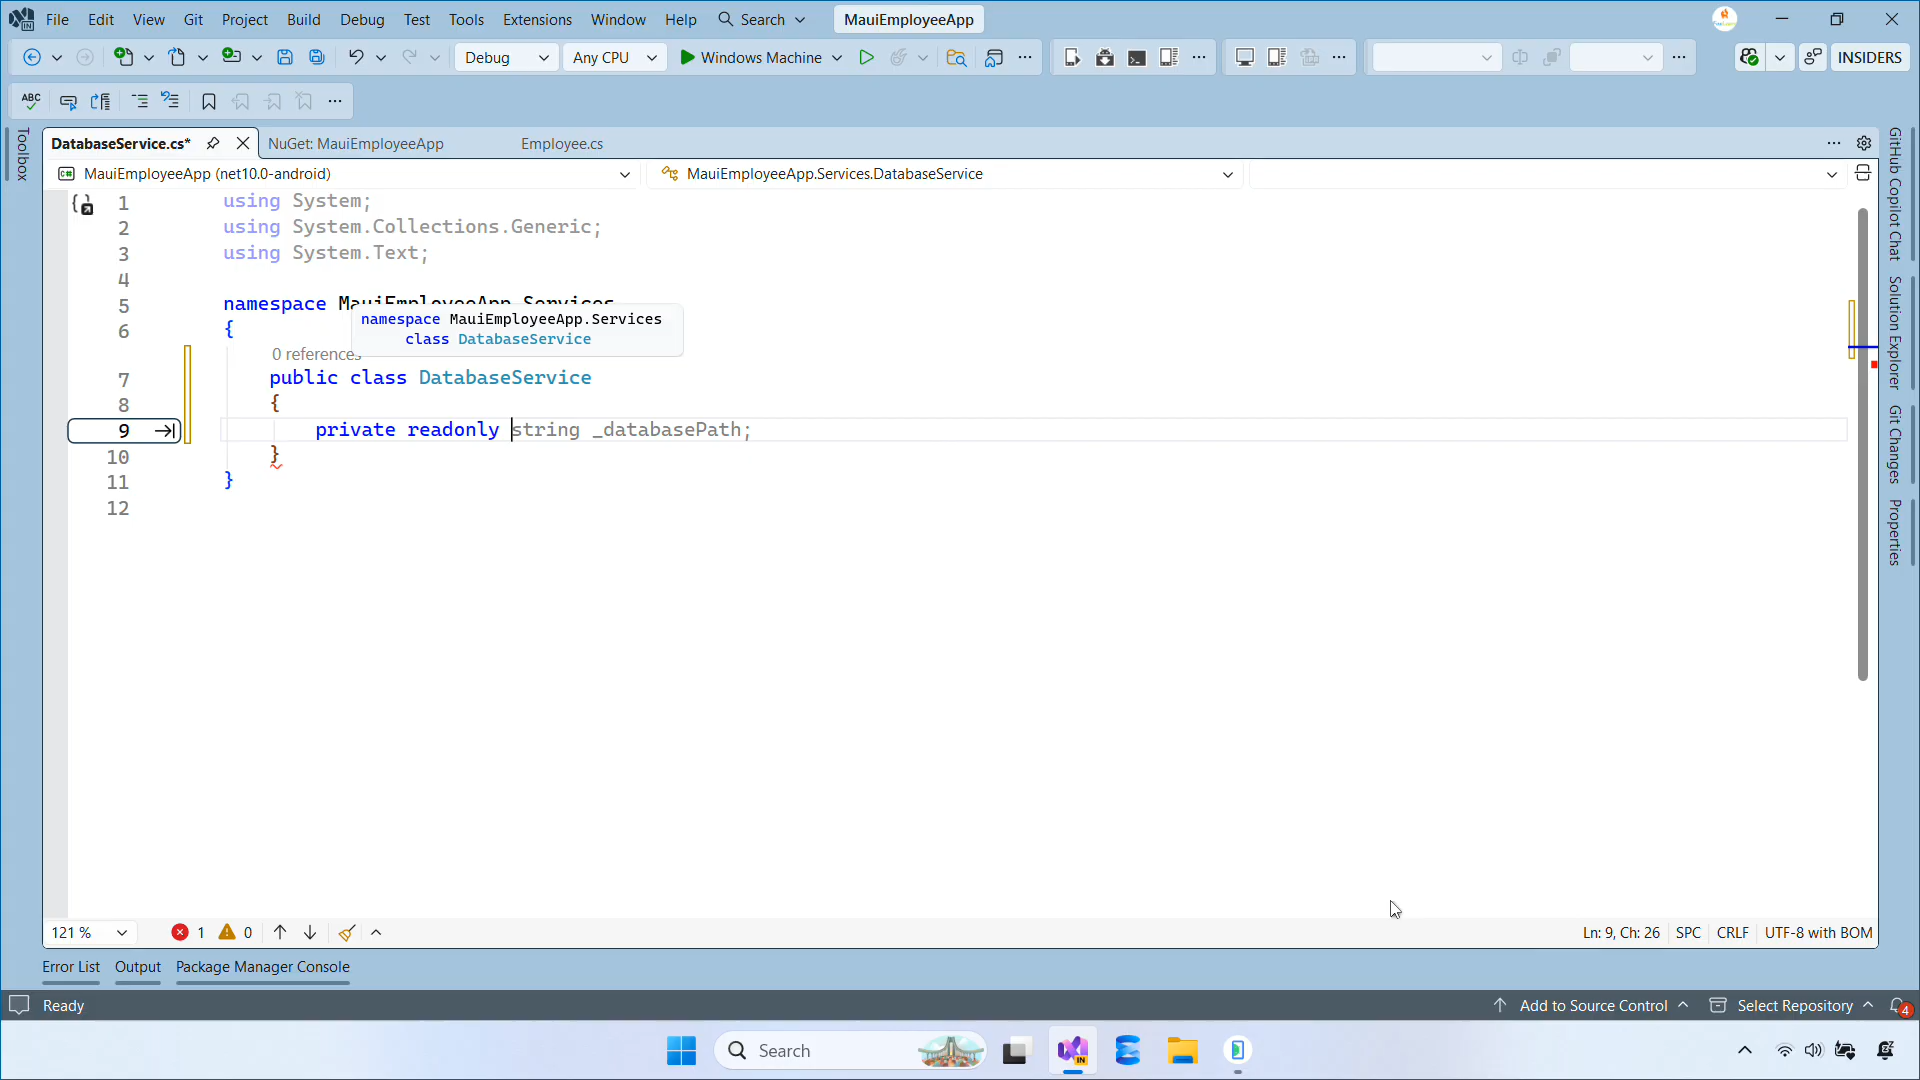 File Edit View Git Project Build Debug Test Tools Extensions Window Help Search MauiEmployeeApp
Debug Any CPU Windows Machine INSIDERS
ABC
DatabaseService.cs* NuGet: MauiEmployeeApp Employee.cs
C# MauiEmployeeApp (net10.0-android) MauiEmployeeApp.Services.DatabaseService
1 using System;
2 using System.Collections.Generic;
3 using System.Text;
4
5 namespace MauiEmployeeApp.Services
6 {
namespace MauiEmployeeApp.Services
class DatabaseService
0 references
7 public class DatabaseService
8 {
9 private readonly string _databasePath;
10 }
11 }
12
Toolbox
GitHub Copilot Chat
Solution Explorer
Git Changes
Properties
121 % 1 0 Ln: 9, Ch: 26 SPC CRLF UTF-8 with BOM
Error List Output Package Manager Console
Ready Add to Source Control Select Repository 4
Search IN